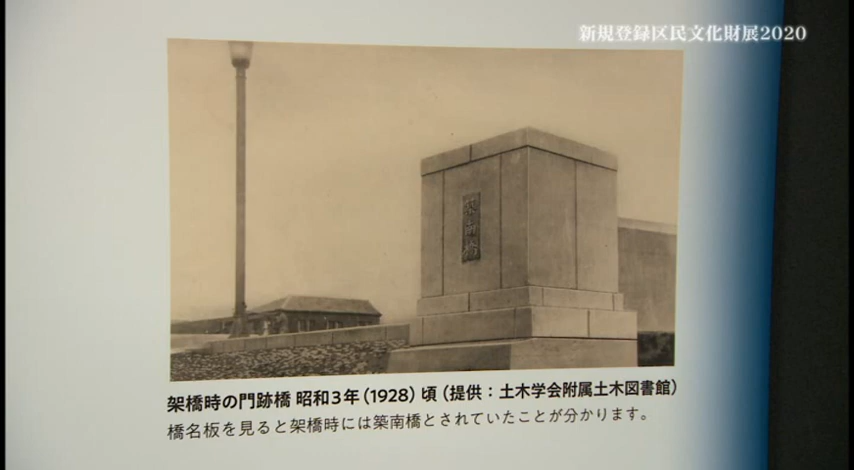 新規登録区民文化財展2020
築南橋
架橋時の門跡橋 昭和3年(1928)頃(提供：土木学会附属土木図書館)
橋名板を見ると架橋時には築南橋とされていたことが分かります。